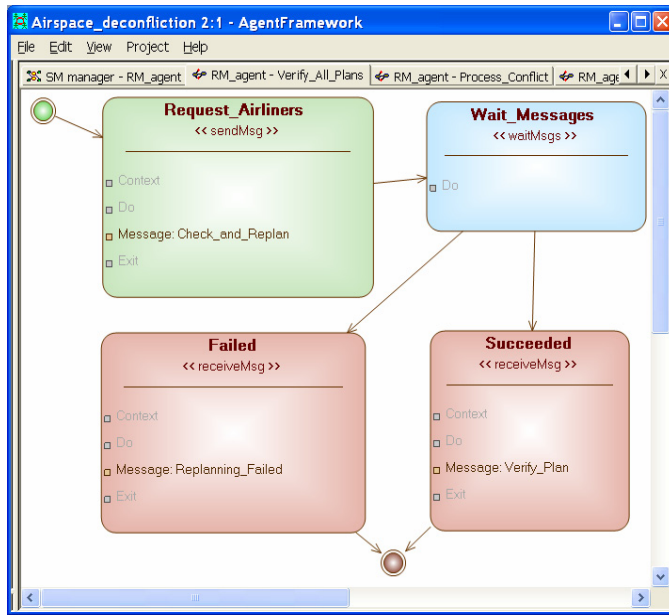 Airspace_deconfliction 2:1 - AgentFramework
File Edit View Project Help
SM manager - RM_agent RM_agent - Verify_All_Plans RM_agent - Process_Conflict RM_age X
Request_Airliners
<< sendMsg >>
Context
Do
Message: Check_and_Replan
Exit
Wait_Messages
<< waitMsgs >>
Do
Failed
<< receiveMsg >>
Context
Do
Message: Replanning_Failed
Exit
Succeeded
<< receiveMsg >>
Context
Do
Message: Verify_Plan
Exit